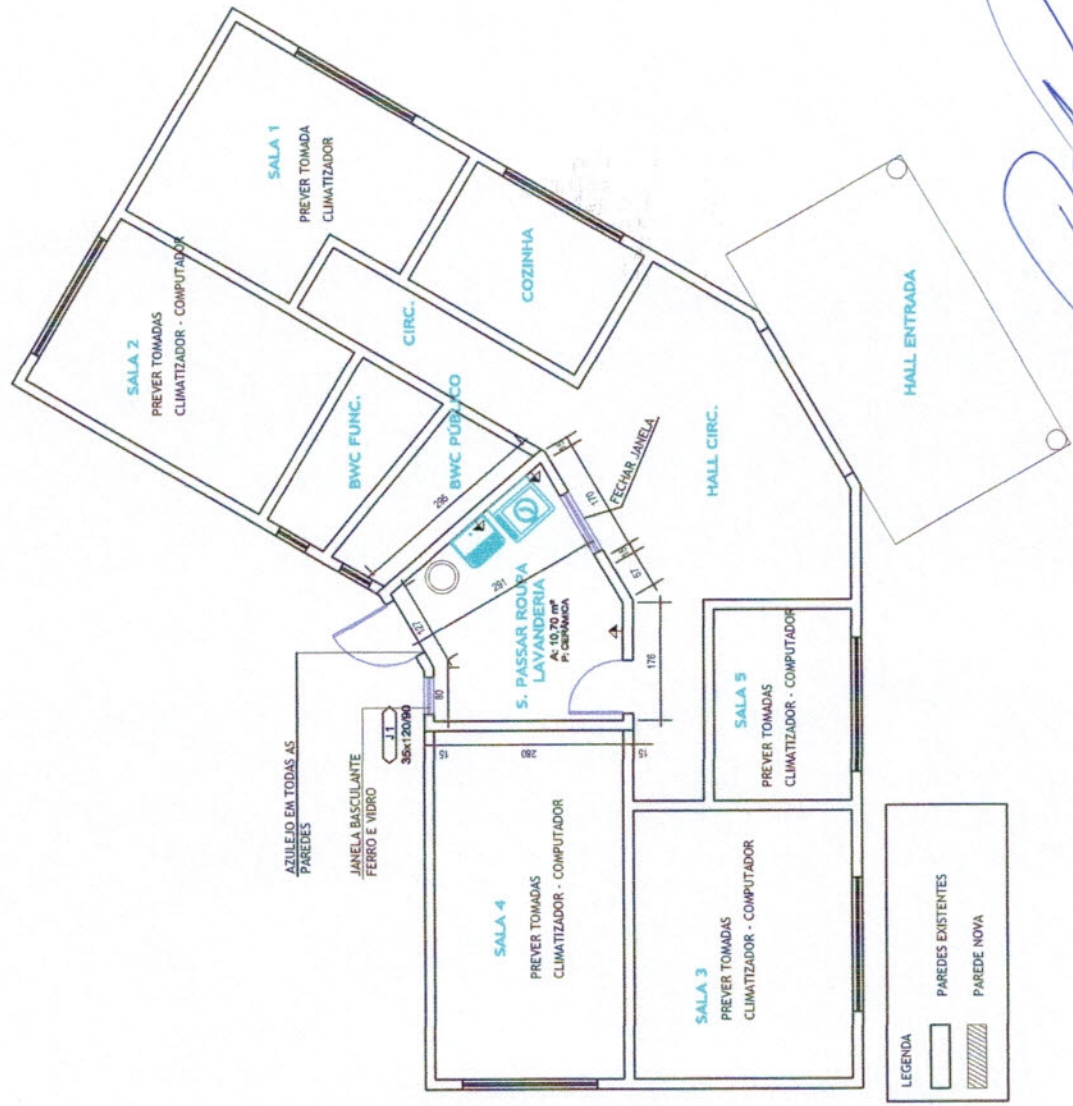 SALA 1
PREVER TOMADA
CLIMATIZADOR
SALA 2
PREVER TOMADAS
CLIMATIZADOR - COMPUTADOR
COZINHA
CIRC.
BWC FUNC.
BWC PÚBLICO
HALL ENTRADA
HALL CIRC.
FECHAR JANELA
170
67
296
291
127
80
176
15
280
15
S. PASSAR ROUPA
LAVANDERIA
A: 10,70 m²
P: CERÂMICA
AZULEJO EM TODAS AS
PAREDES
JANELA BASCULANTE
FERRO E VIDRO
J1
35x120/90
SALA 4
PREVER TOMADAS
CLIMATIZADOR - COMPUTADOR
SALA 5
PREVER TOMADAS
CLIMATIZADOR - COMPUTADOR
SALA 3
PREVER TOMADAS
CLIMATIZADOR - COMPUTADOR
LEGENDA
PAREDES EXISTENTES
PAREDE NOVA